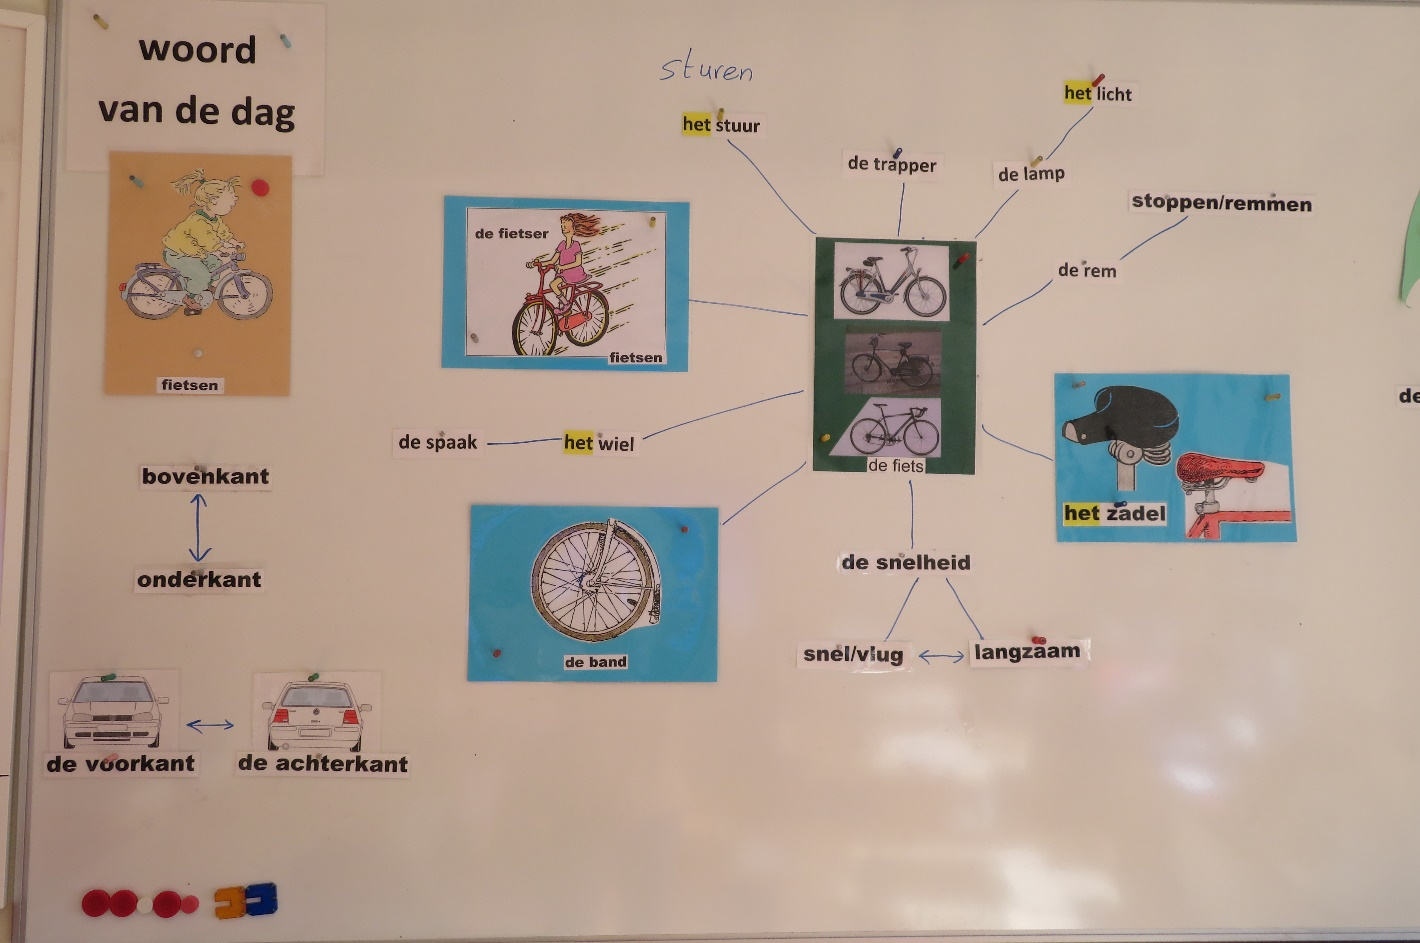 woord
van de dag
fietsen
bovenkant
onderkant
de voorkant
de achterkant
sturen
het stuur
de trapper
het licht
de lamp
stoppen/remmen
de rem
de fietser
fietsen
de spaak
het wiel
de fiets
het zadel
de band
de snelheid
snel/vlug
langzaam
de